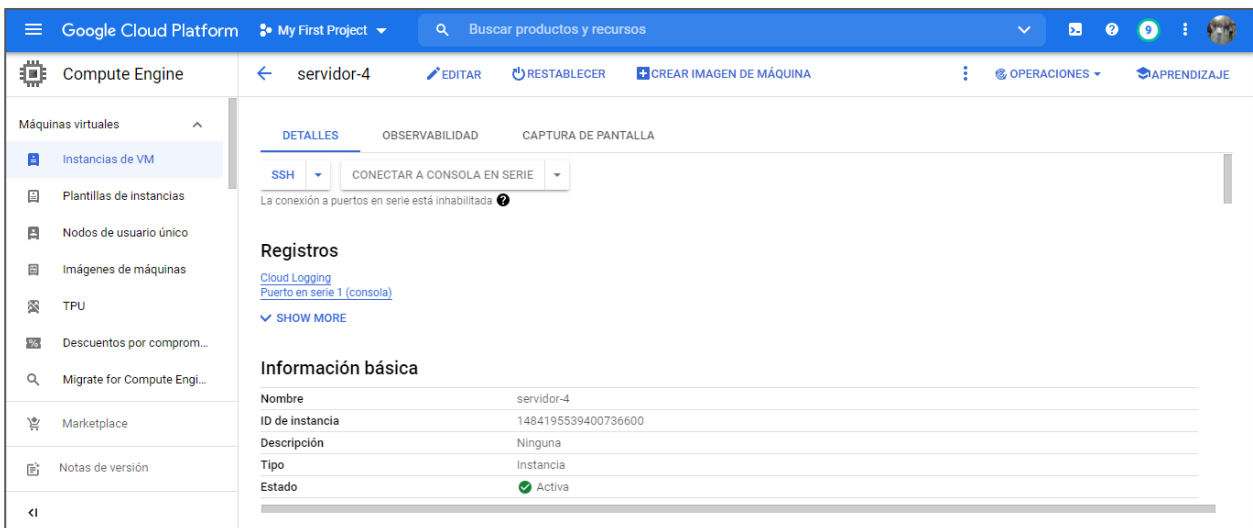 Google Cloud Platform My First Project Buscar productos y recursos 9
Compute Engine servidor-4 EDITAR RESTABLECER CREAR IMAGEN DE MÁQUINA OPERACIONES APRENDIZAJE
Máquinas virtuales
Instancias de VM
Plantillas de instancias
Nodos de usuario único
Imágenes de máquinas
TPU
Descuentos por comprom...
Migrate for Compute Engi...
Marketplace
Notas de versión
DETALLES OBSERVABILIDAD CAPTURA DE PANTALLA
SSH CONECTAR A CONSOLA EN SERIE
La conexión a puertos en serie está inhabilitada
Registros
Cloud Logging
Puerto en serie 1 (consola)
SHOW MORE
Información básica
Nombre servidor-4
ID de instancia 1484195539400736600
Descripción Ninguna
Tipo Instancia
Estado Activa